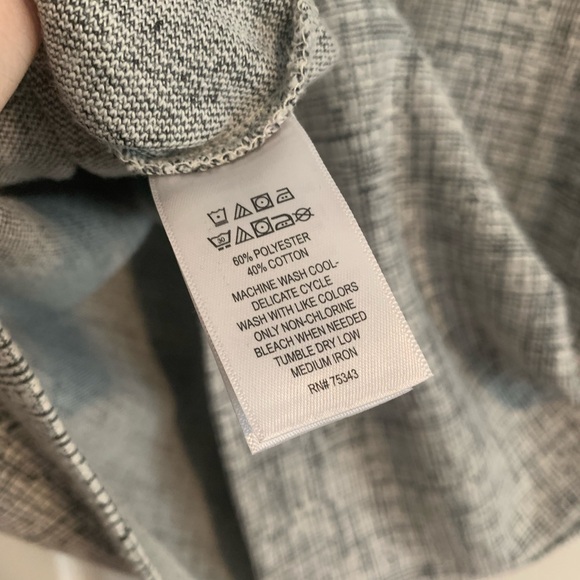 30
60% POLYESTER
40% COTTON
MACHINE WASH COOL-
DELICATE CYCLE
WASH WITH LIKE COLORS
ONLY NON-CHLORINE
BLEACH WHEN NEEDED
TUMBLE DRY LOW
MEDIUM IRON
RN# 75343